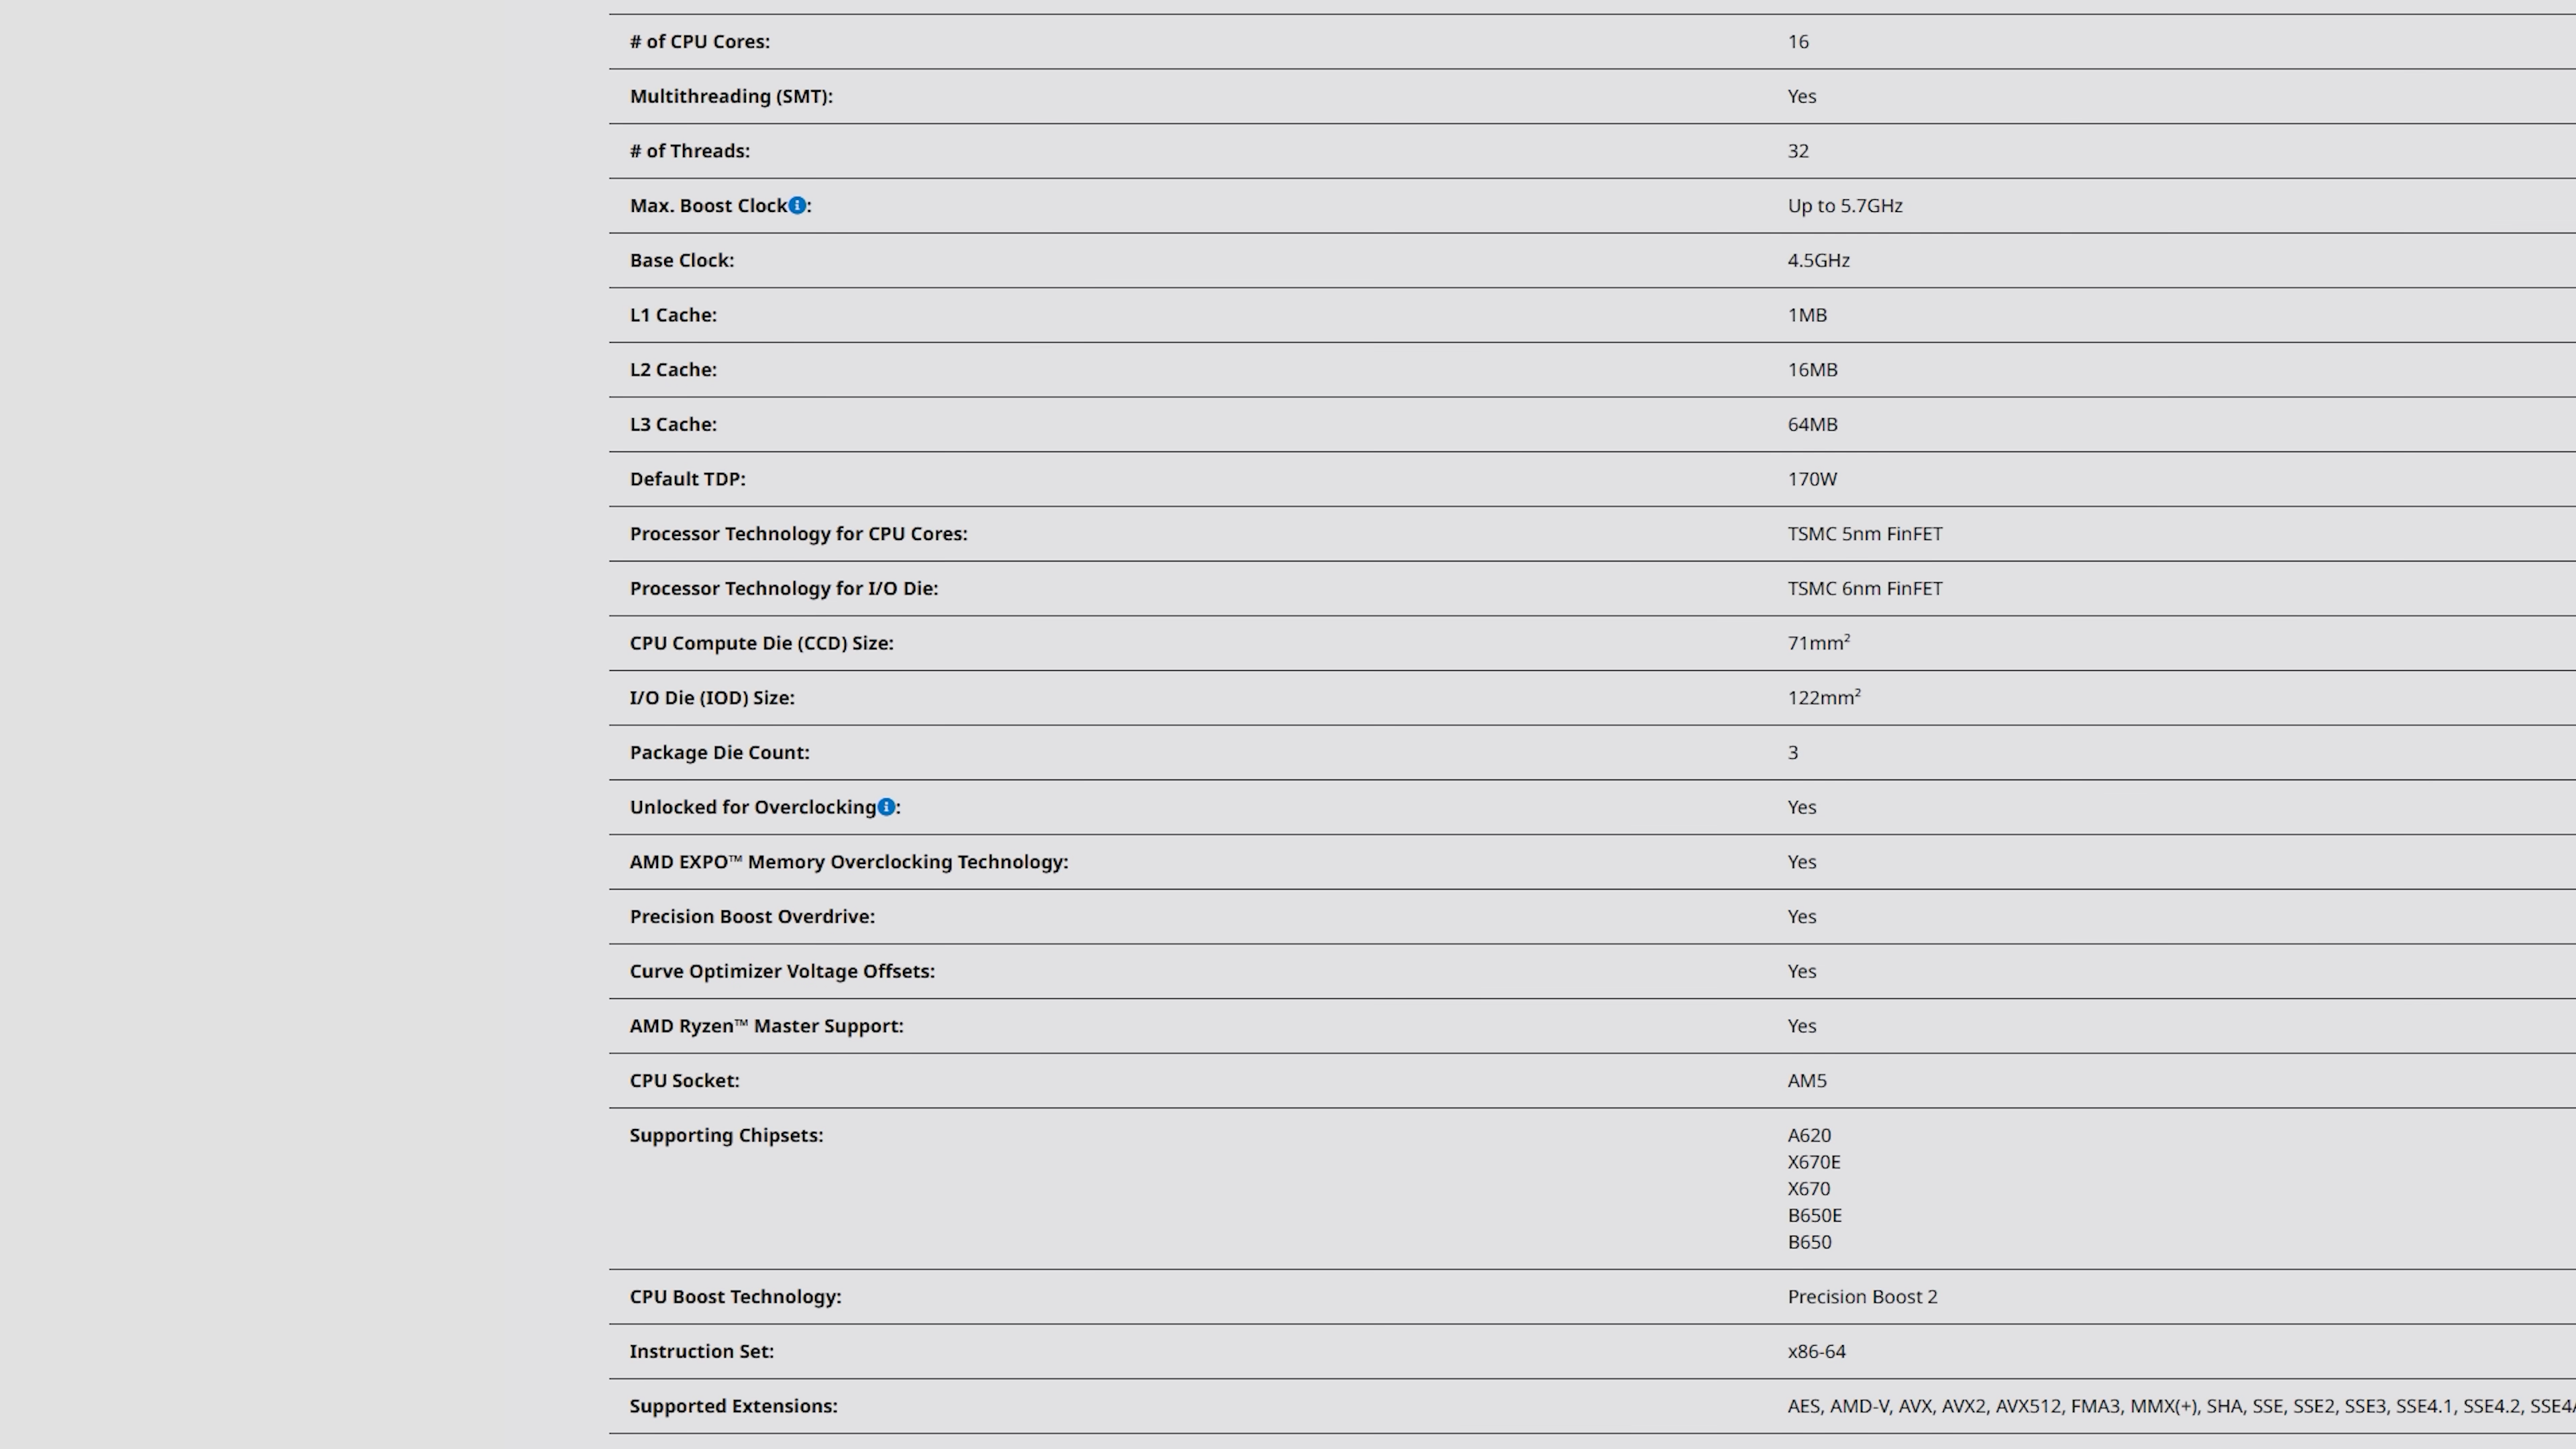 # of CPU Cores: 16
Multithreading (SMT): Yes
# of Threads: 32
Max. Boost Clock: Up to 5.7GHz
Base Clock: 4.5GHz
L1 Cache: 1MB
L2 Cache: 16MB
L3 Cache: 64MB
Default TDP: 170W
Processor Technology for CPU Cores: TSMC 5nm FinFET
Processor Technology for I/O Die: TSMC 6nm FinFET
CPU Compute Die (CCD) Size: 71mm²
I/O Die (IOD) Size: 122mm²
Package Die Count: 3
Unlocked for Overclocking: Yes
AMD EXPO™ Memory Overclocking Technology: Yes
Precision Boost Overdrive: Yes
Curve Optimizer Voltage Offsets: Yes
AMD Ryzen™ Master Support: Yes
CPU Socket: AM5
Supporting Chipsets: A620
X670E
X670
B650E
B650
CPU Boost Technology: Precision Boost 2
Instruction Set: x86-64
Supported Extensions: AES, AMD-V, AVX, AVX2, AVX512, FMA3, MMX(+), SHA, SSE, SSE2, SSE3, SSE4.1, SSE4.2,